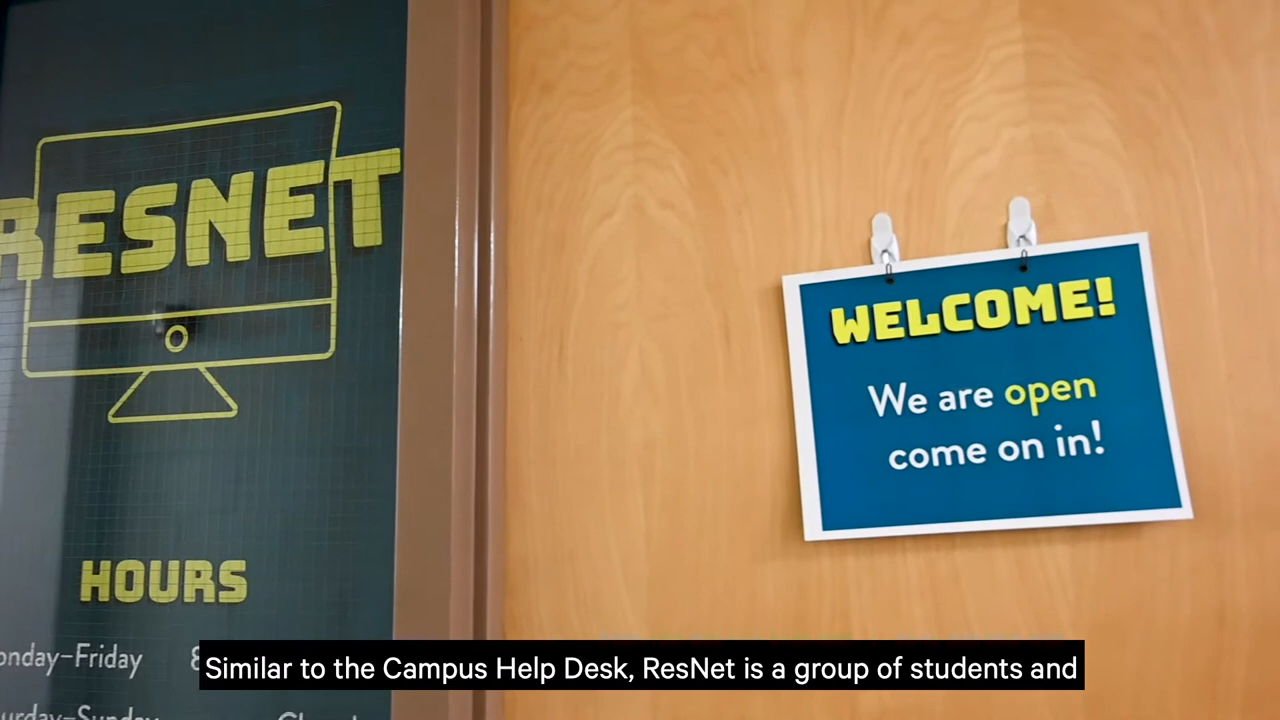 RESNET
HOURS
WELCOME!
We are open
come on in!
Similar to the Campus Help Desk, ResNet is a group of students and